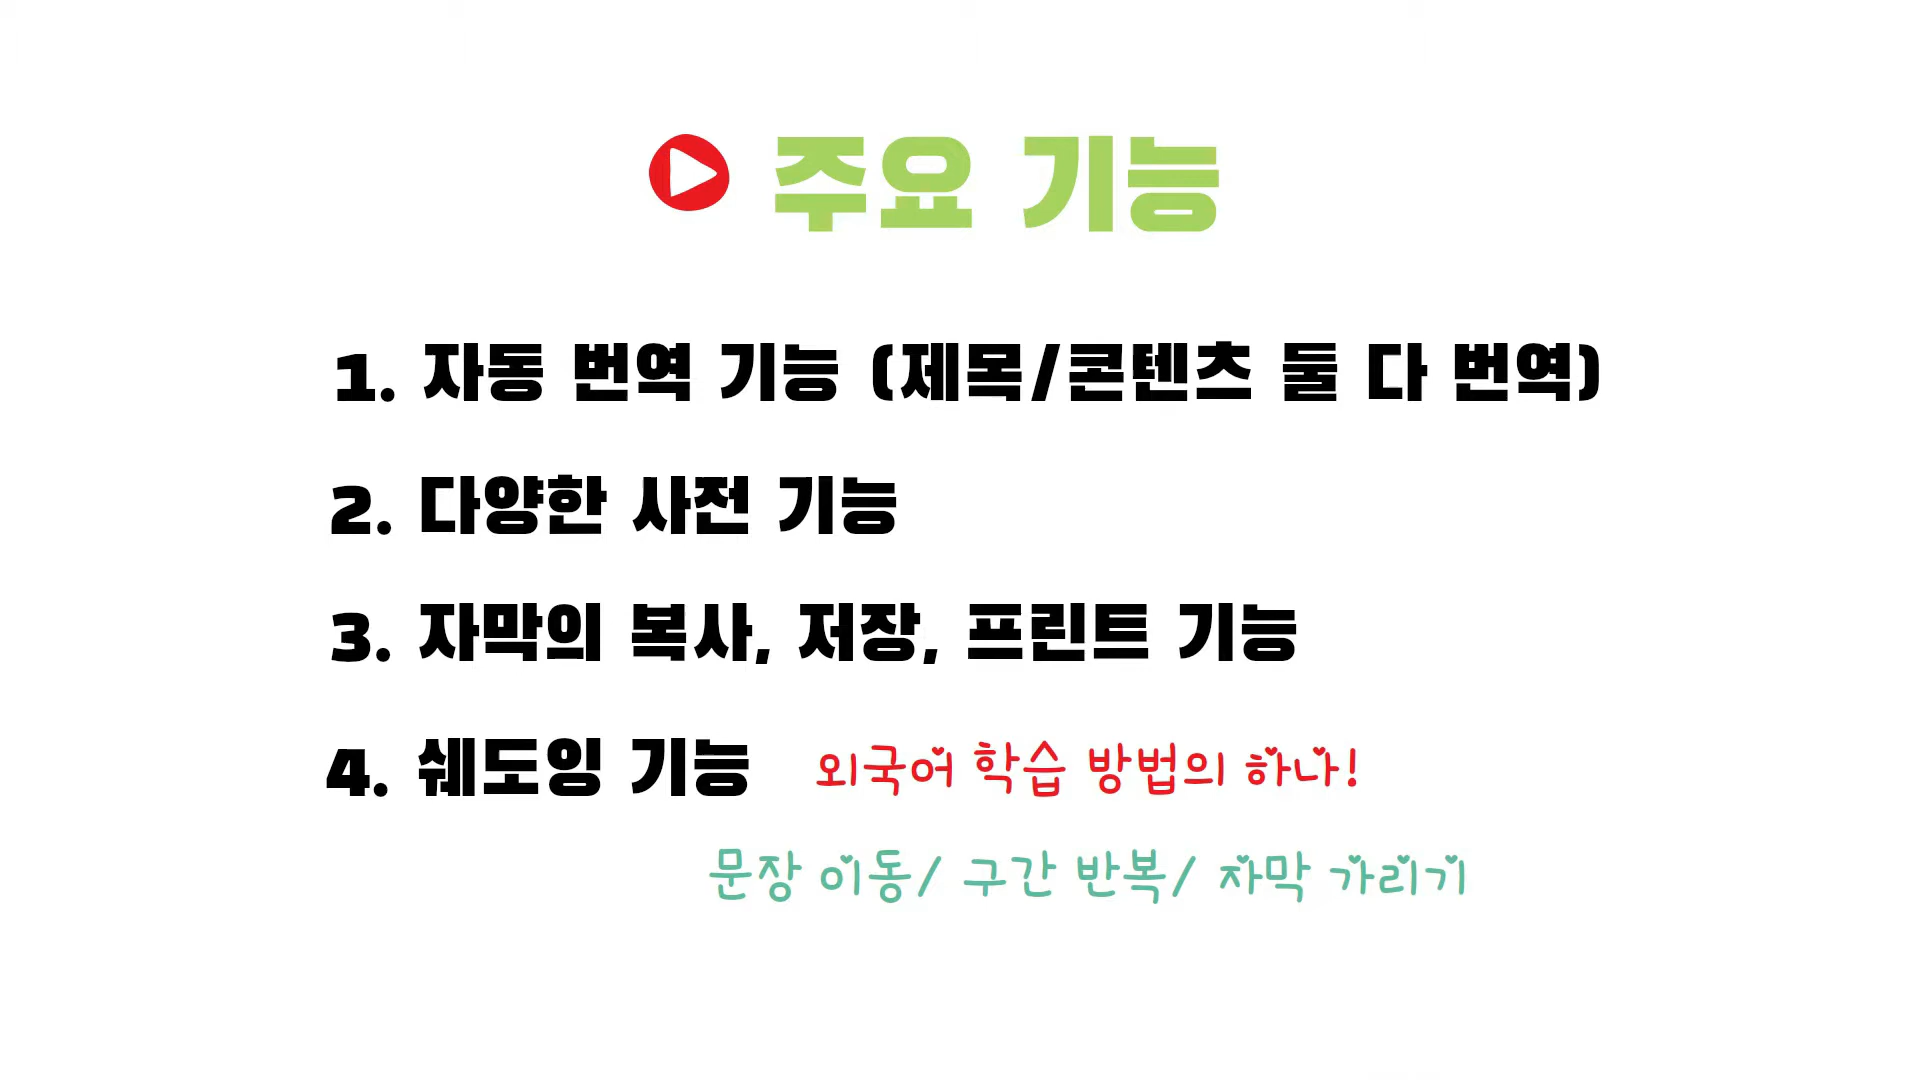 주요 기능
1. 자동 번역 기능 (제목/콘텐츠 둘 다 번역)
2. 다양한 사전 기능
3. 자막의 복사, 저장, 프린트 기능
4. 쉐도잉 기능 외국어 학습 방법의 하나!
문장 이동/ 구간 반복/ 자막 가리기